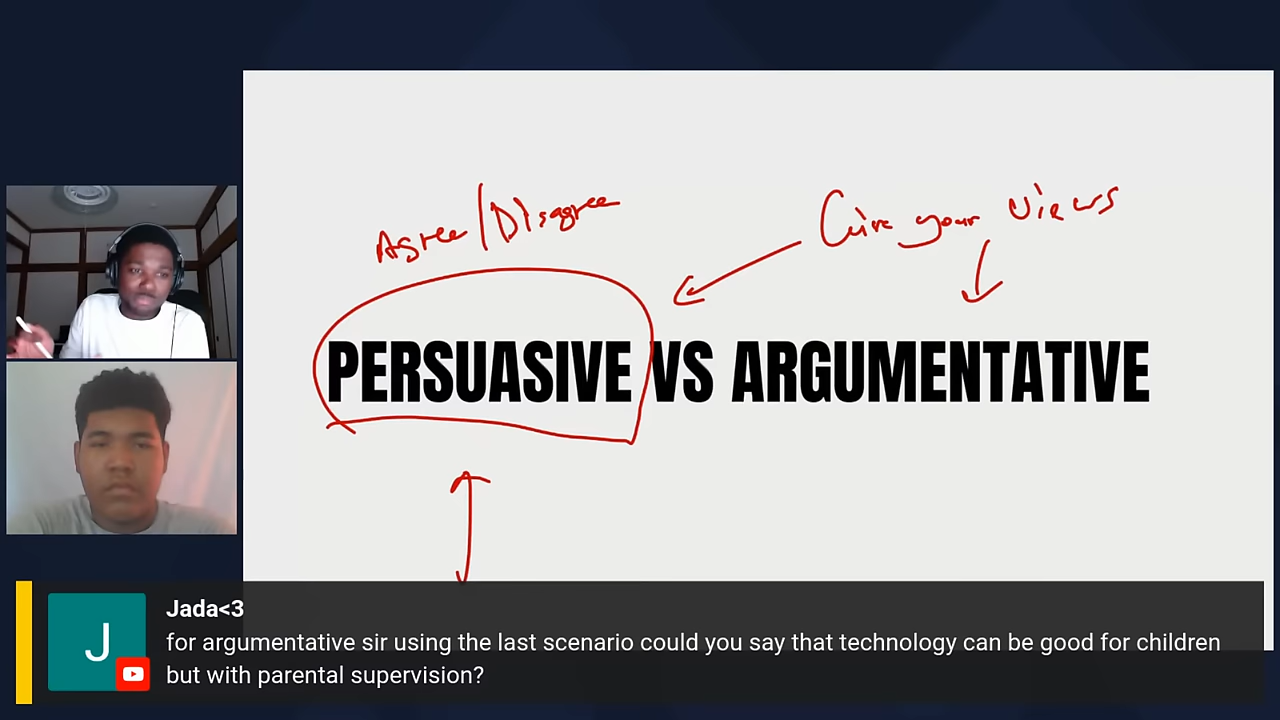 Agree/Disagree
Give your views
PERSUASIVE VS ARGUMENTATIVE
J
Jada<3
for argumentative sir using the last scenario could you say that technology can be good for children
but with parental supervision?